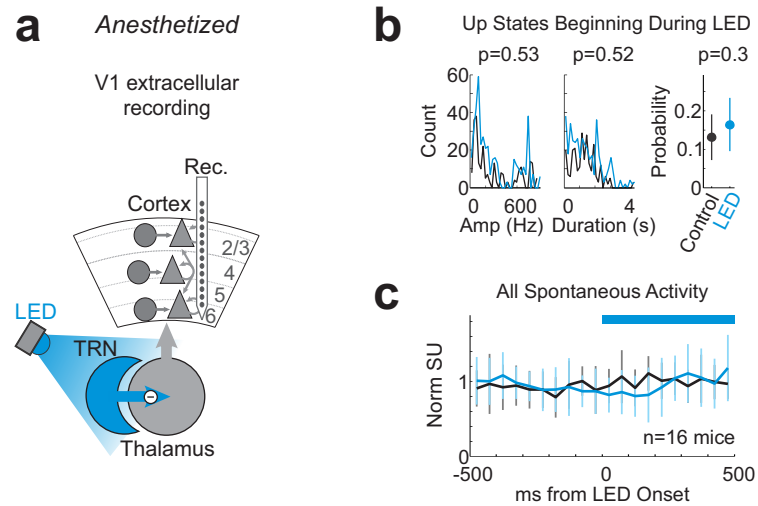 a
Anesthetized
V1 extracellular
recording
Rec.
Cortex
2/3
4
5
6
LED
TRN
−
Thalamus
b
Up States Beginning During LED
p=0.53
p=0.52
p=0.3
Count
60
40
20
0
0
600
Amp (Hz)
0
4
Duration (s)
Probability
0.2
0.1
0
Control
LED
c
All Spontaneous Activity
Norm SU
1
0
n=16 mice
-500
0
500
ms from LED Onset